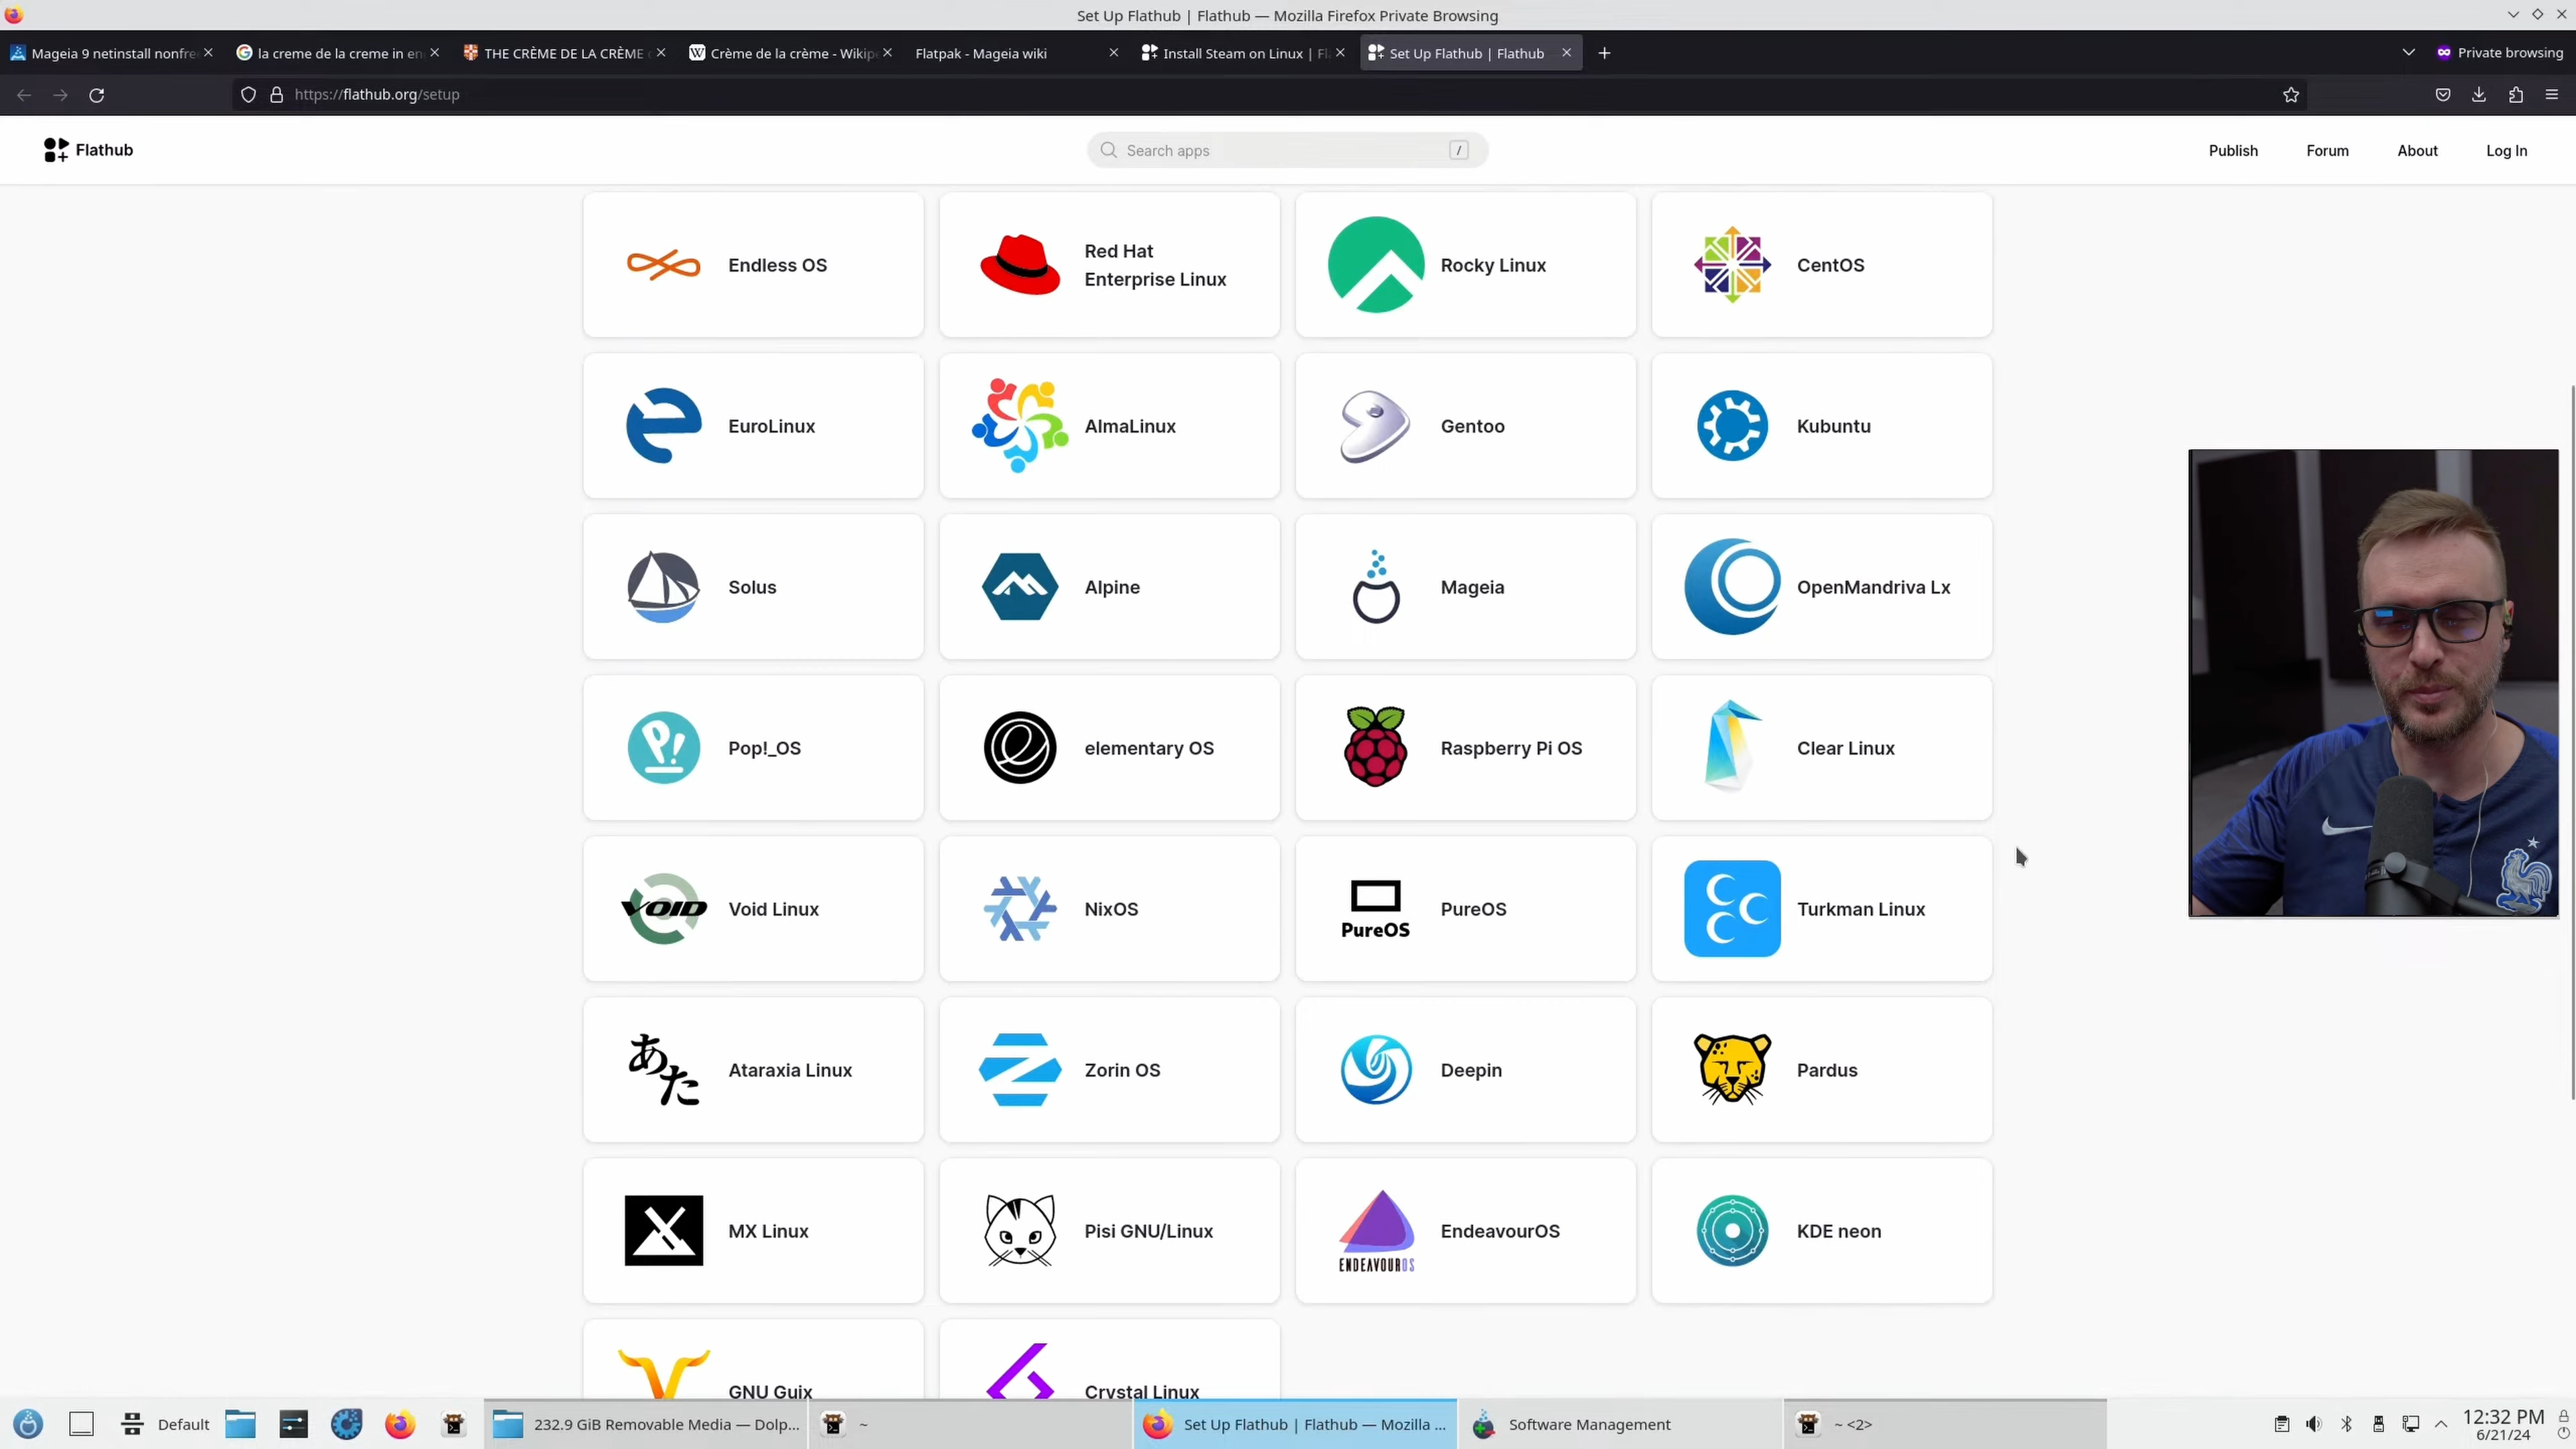 Set Up Flathub | Flathub — Mozilla Firefox Private Browsing
Mageia 9 netinstall nonfre
la creme de la creme in en
THE CRÈME DE LA CRÈME
Crème de la crème - Wikip
Flatpak - Mageia wiki
Install Steam on Linux | Fl
Set Up Flathub | Flathub
Private browsing
https://flathub.org/setup
Flathub
Search apps
/
Publish
Forum
About
Log In
Endless OS
Red Hat
Enterprise Linux
Rocky Linux
CentOS
EuroLinux
AlmaLinux
Gentoo
Kubuntu
Solus
Alpine
Mageia
OpenMandriva Lx
Pop!_OS
elementary OS
Raspberry Pi OS
Clear Linux
VOID
Void Linux
NixOS
PureOS
PureOS
Turkman Linux
あた
Ataraxia Linux
Zorin OS
Deepin
Pardus
MX Linux
Pisi GNU/Linux
ENDEAVOUROS
EndeavourOS
KDE neon
GNU Guix
Crystal Linux
Default
232.9 GiB Removable Media — Dolp...
~
Set Up Flathub | Flathub — Mozilla ...
Software Management
~ <2>
12:32 PM
6/21/24